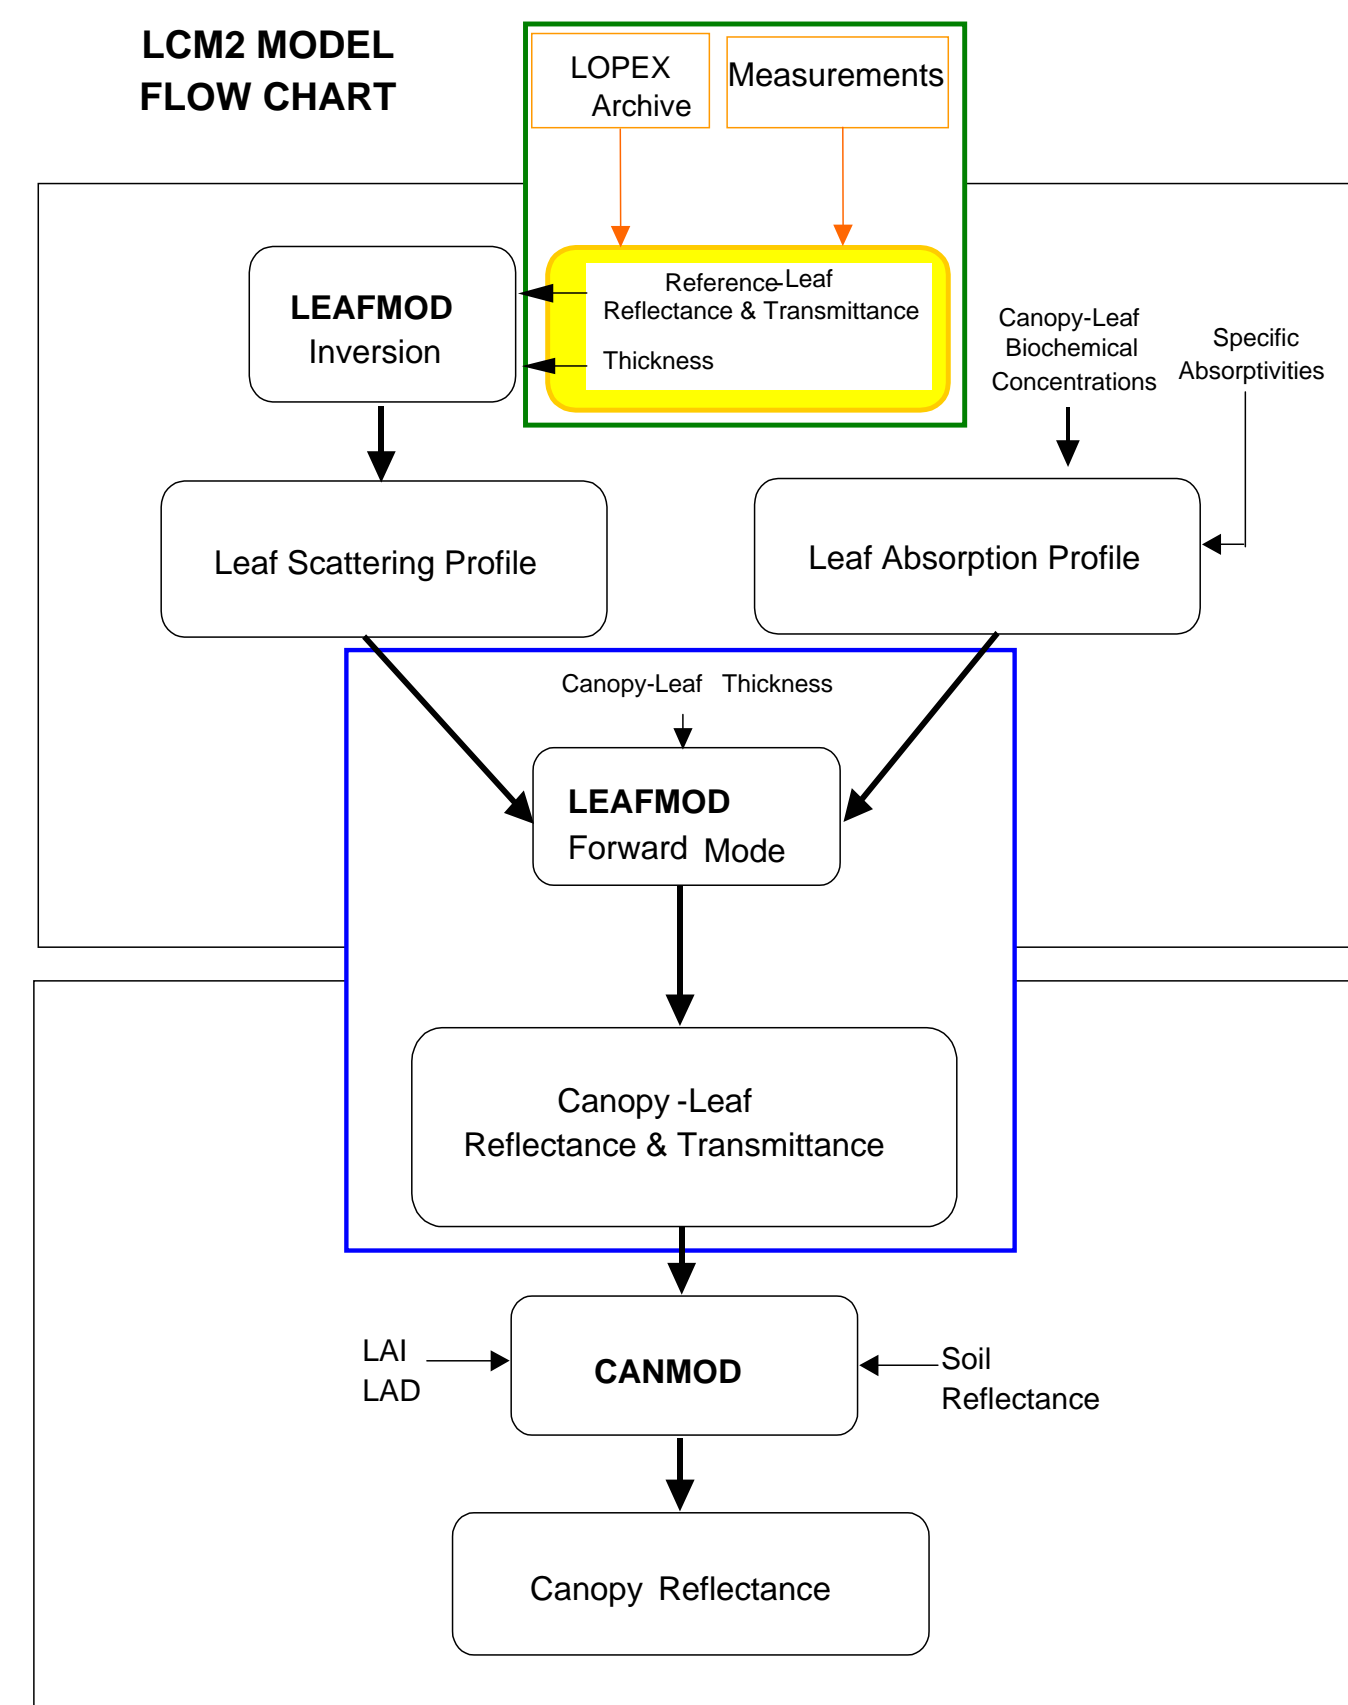 LCM2 MODEL
FLOW CHART
LOPEX
Archive
Measurements
LEAFMOD
Inversion
Reference-Leaf
Reflectance & Transmittance
Thickness
Canopy-Leaf
Biochemical
Concentrations
Specific
Absorptivities
Leaf Scattering Profile
Leaf Absorption Profile
Canopy-Leaf Thickness
LEAFMOD
Forward Mode
Canopy -Leaf
Reflectance & Transmittance
LAI
LAD
CANMOD
Soil
Reflectance
Canopy Reflectance